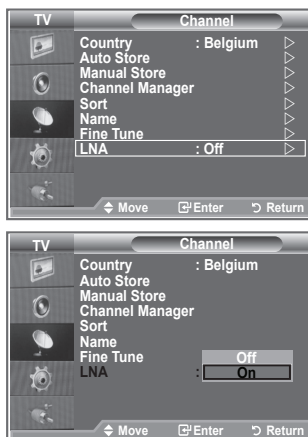 TV Channel
Country : Belgium
Auto Store
Manual Store
Channel Manager
Sort
Name
Fine Tune
LNA : Off
Move Enter Return
TV Channel
Country : Belgium
Auto Store
Manual Store
Channel Manager
Sort
Name
Fine Tune Off
LNA : On
Move Enter Return